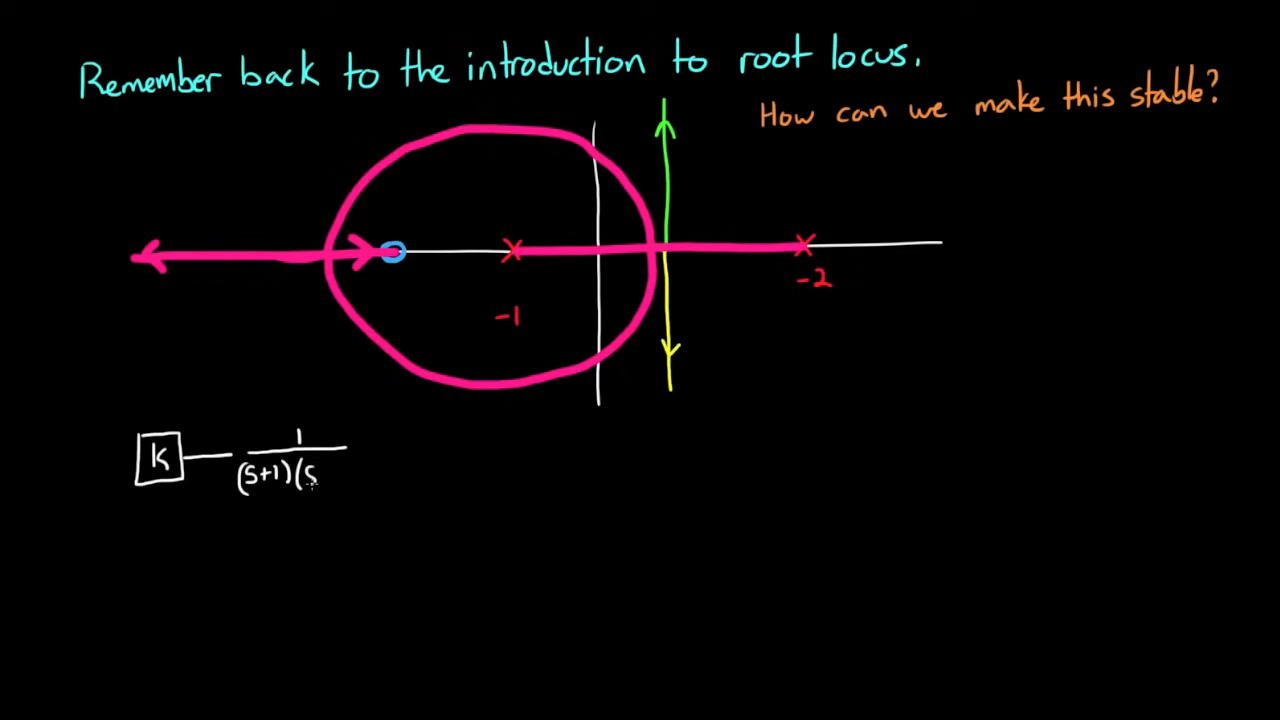 Remember back to the introduction to root locus.
How can we make this stable?
-2
-1
K
1
(s+1)(s